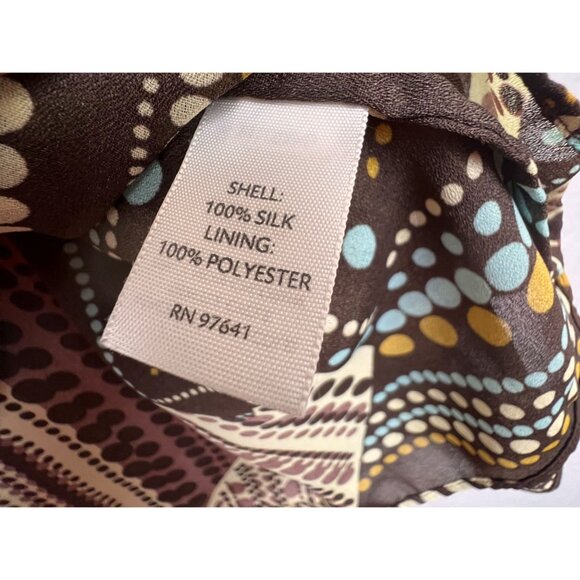 SHELL:
100% SILK
LINING:
100% POLYESTER
RN 97641